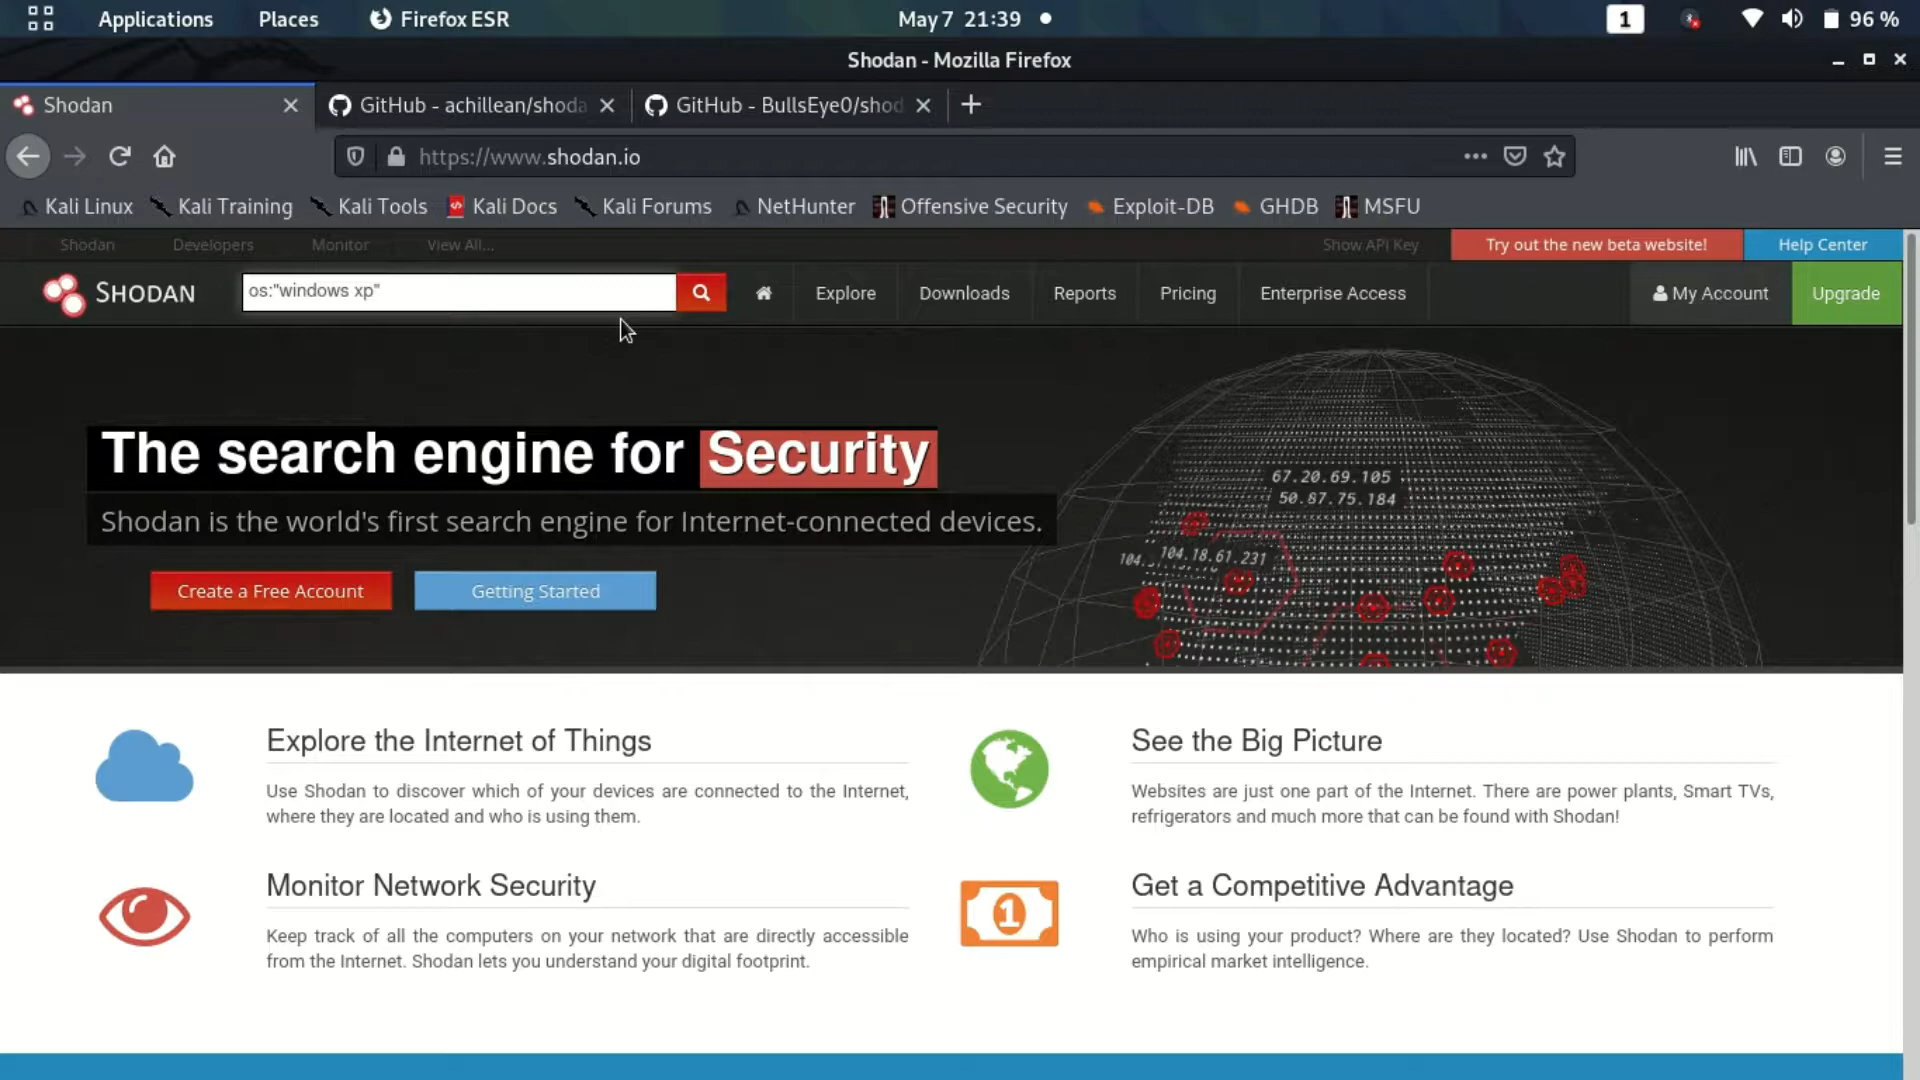 Applications Places Firefox ESR May 7 21:39 1 96 %
Shodan - Mozilla Firefox
Shodan GitHub - achillean/shoda GitHub - BullsEye0/shod
https://www.shodan.io
Kali Linux Kali Training Kali Tools Kali Docs Kali Forums NetHunter Offensive Security Exploit-DB GHDB MSFU
Shodan Developers Monitor View All... Show API Key Try out the new beta website! Help Center
SHODAN os:"windows xp" Explore Downloads Reports Pricing Enterprise Access My Account Upgrade
The search engine for Security
Shodan is the world's first search engine for Internet-connected devices.
67.20.69.105
50.87.75.184
104.18.61.231
104.
Create a Free Account Getting Started
Explore the Internet of Things
Use Shodan to discover which of your devices are connected to the Internet,
where they are located and who is using them.
See the Big Picture
Websites are just one part of the Internet. There are power plants, Smart TVs,
refrigerators and much more that can be found with Shodan!
Monitor Network Security
Keep track of all the computers on your network that are directly accessible
from the Internet. Shodan lets you understand your digital footprint.
1
Get a Competitive Advantage
Who is using your product? Where are they located? Use Shodan to perform
empirical market intelligence.